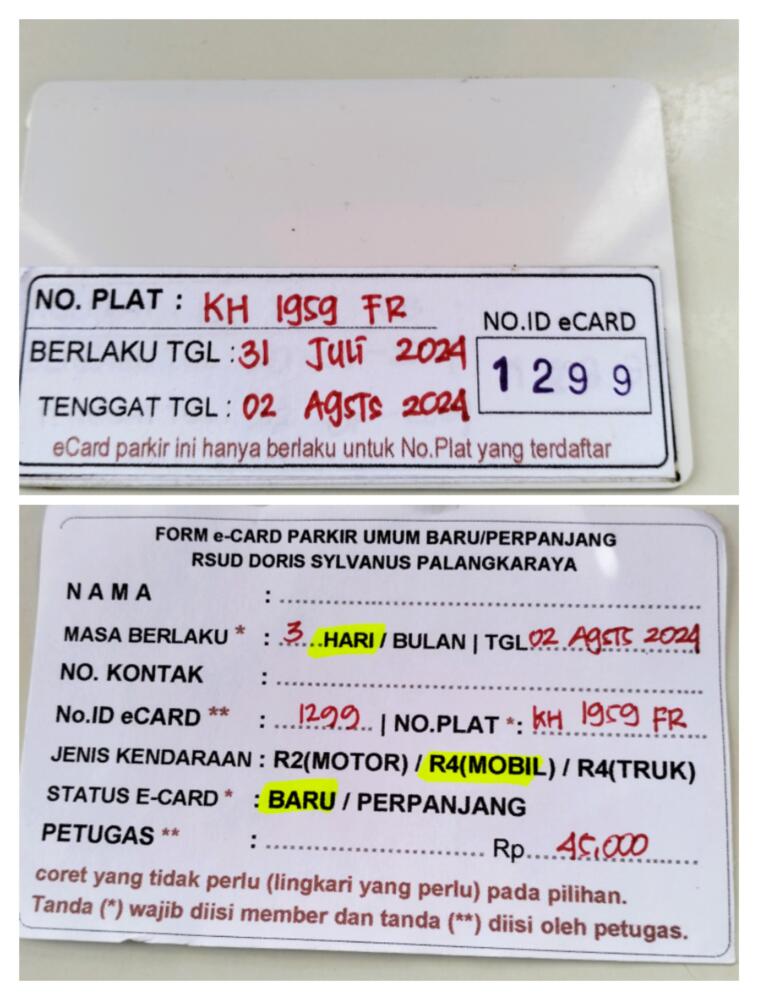 NO. PLAT : KH 1959 FR
NO.ID eCARD
BERLAKU TGL : 31 Juli 2024
1299
TENGGAT TGL : 02 AgsTs 2024
eCard parkir ini hanya berlaku untuk No.Plat yang terdaftar
FORM e-CARD PARKIR UMUM BARU/PERPANJANG
RSUD DORIS SYLVANUS PALANGKARAYA
N A M A : ..........
MASA BERLAKU * : 3 HARI / BULAN | TGL 02 AgsTs 2024
NO. KONTAK : ..........
No.ID eCARD ** : 1299 | NO.PLAT *: KH 1959 FR
JENIS KENDARAAN : R2(MOTOR) / R4(MOBIL) / R4(TRUK)
STATUS E-CARD * : BARU / PERPANJANG
PETUGAS ** : .......... Rp. 45,000
coret yang tidak perlu (lingkari yang perlu) pada pilihan.
Tanda (*) wajib diisi member dan tanda (**) diisi oleh petugas.